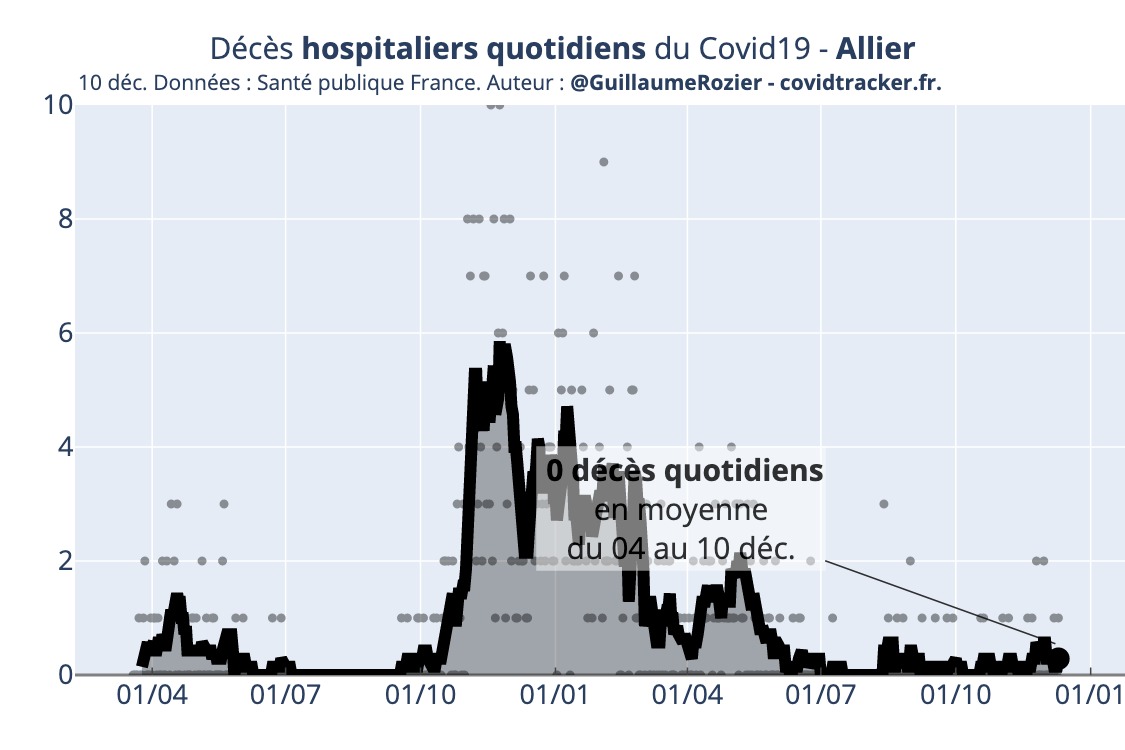 Décès hospitaliers quotidiens du Covid19 - Allier
10 déc. Données : Santé publique France. Auteur : @GuillaumeRozier - covidtracker.fr.
10
8
6
4
0 décès quotidiens
en moyenne
du 04 au 10 déc.
2
0
01/04 01/07 01/10 01/01 01/04 01/07 01/10 01/01